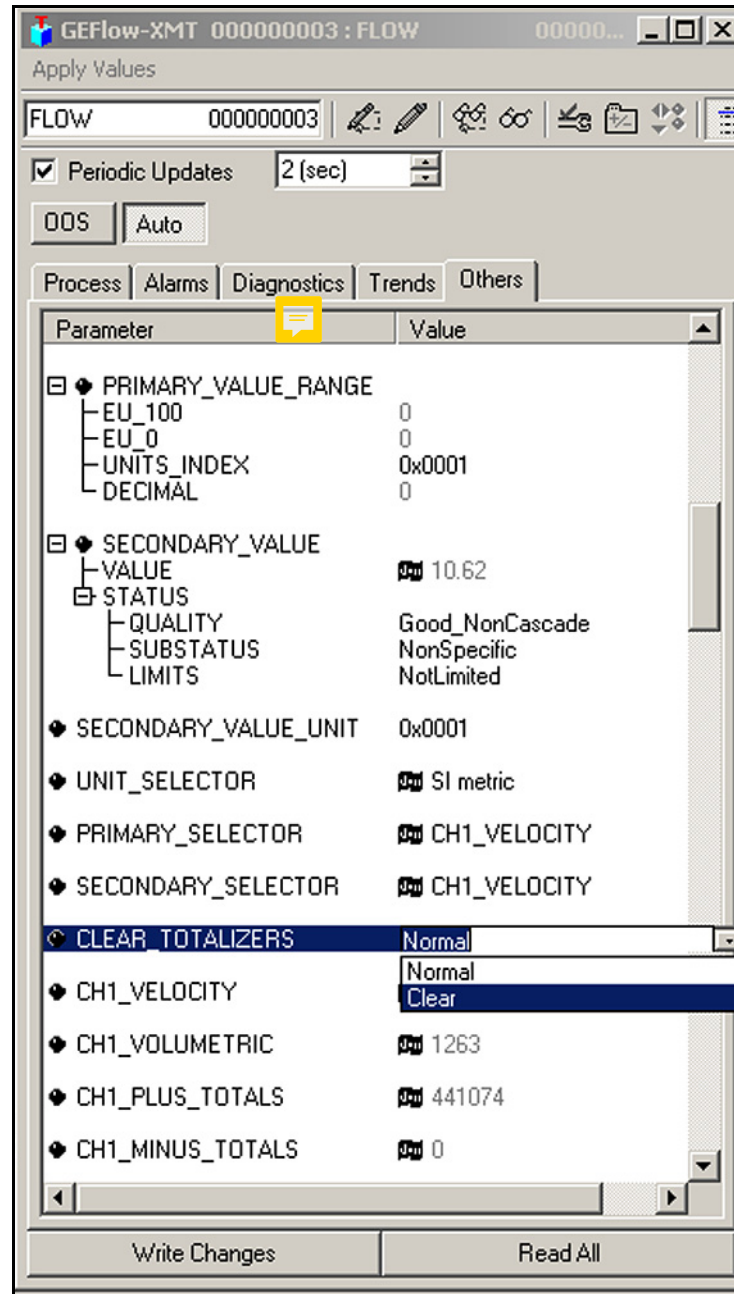 GEFlow-XMT 000000003 : FLOW 00000...
Apply Values
FLOW 000000003
Periodic Updates 2 (sec)
OOS Auto
Process Alarms Diagnostics Trends Others
Parameter Value
PRIMARY_VALUE_RANGE
EU_100 0
EU_0 0
UNITS_INDEX 0x0001
DECIMAL 0
SECONDARY_VALUE
VALUE 10.62
STATUS
QUALITY Good_NonCascade
SUBSTATUS NonSpecific
LIMITS NotLimited
SECONDARY_VALUE_UNIT 0x0001
UNIT_SELECTOR SI metric
PRIMARY_SELECTOR CH1_VELOCITY
SECONDARY_SELECTOR CH1_VELOCITY
CLEAR_TOTALIZERS Normal
Normal
CH1_VELOCITY Clear
CH1_VOLUMETRIC 1263
CH1_PLUS_TOTALS 441074
CH1_MINUS_TOTALS 0
Write Changes Read All